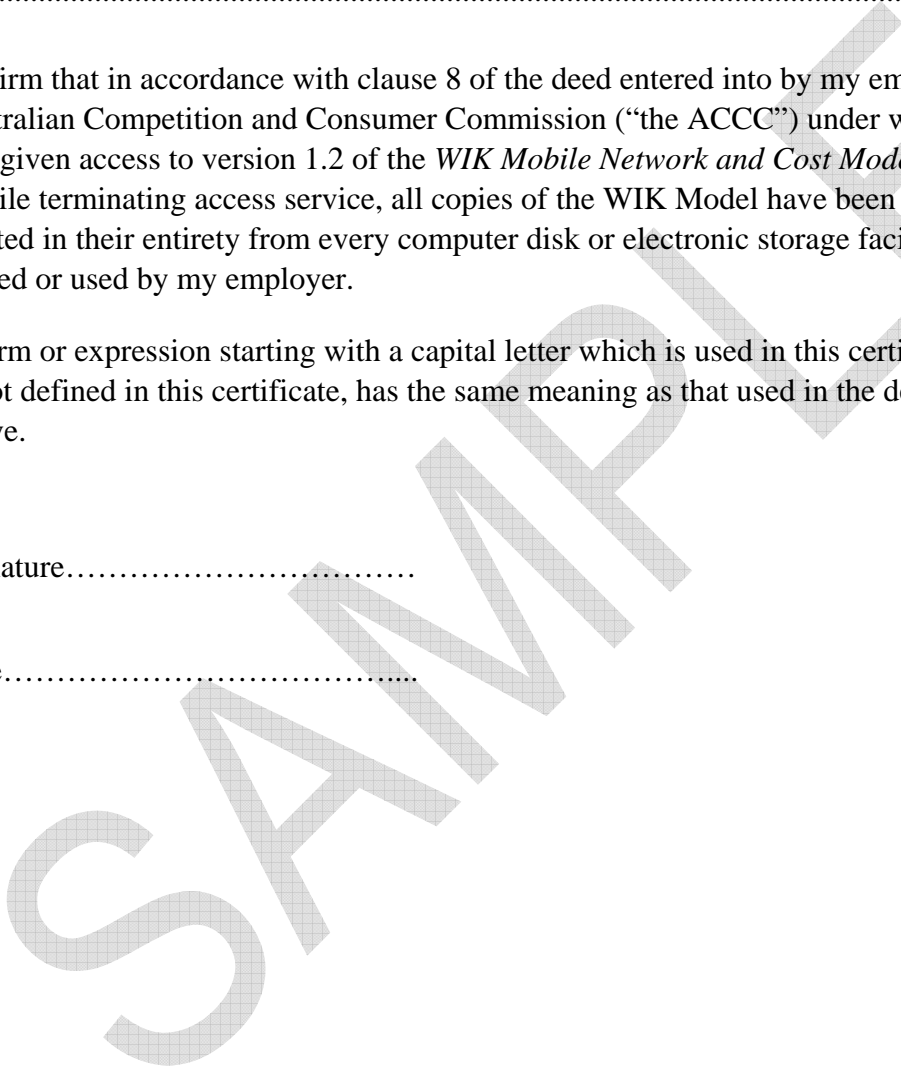 firm that in accordance with clause 8 of the deed entered into by my em
tralian Competition and Consumer Commission (“the ACCC”) under w
given access to version 1.2 of the WIK Mobile Network and Cost Mode
ile terminating access service, all copies of the WIK Model have been
ted in their entirety from every computer disk or electronic storage faci
ed or used by my employer.
rm or expression starting with a capital letter which is used in this certi
ot defined in this certificate, has the same meaning as that used in the de
ve.
ature……………………………
e………………………………....
SAMPLE